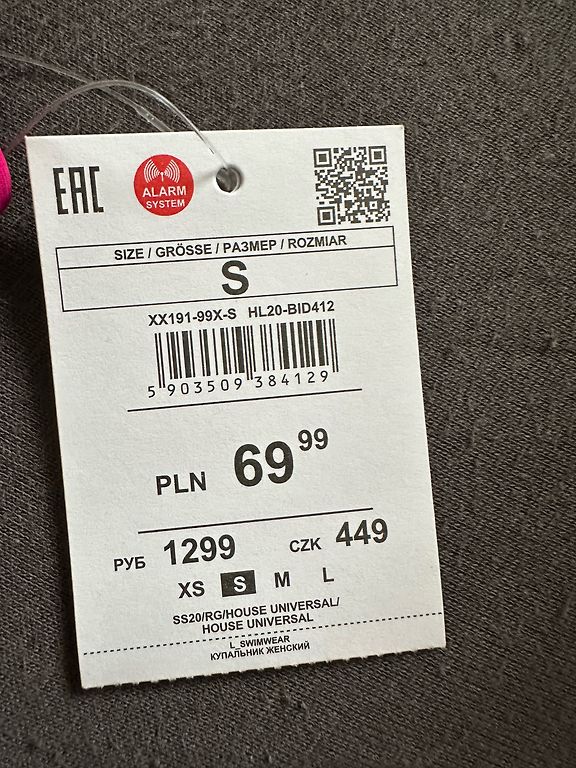 EAC
ALARM
SYSTEM
SIZE / GRÖSSE / РАЗМЕР / ROZMIAR
S
XX191-99X-S HL20-BID412
5 903509 384129
PLN 69 99
РУБ 1299 CZK 449
XS S M L
SS20/RG/HOUSE UNIVERSAL/
HOUSE UNIVERSAL
L_SWIMWEAR
КУПАЛЬНИК ЖЕНСКИЙ